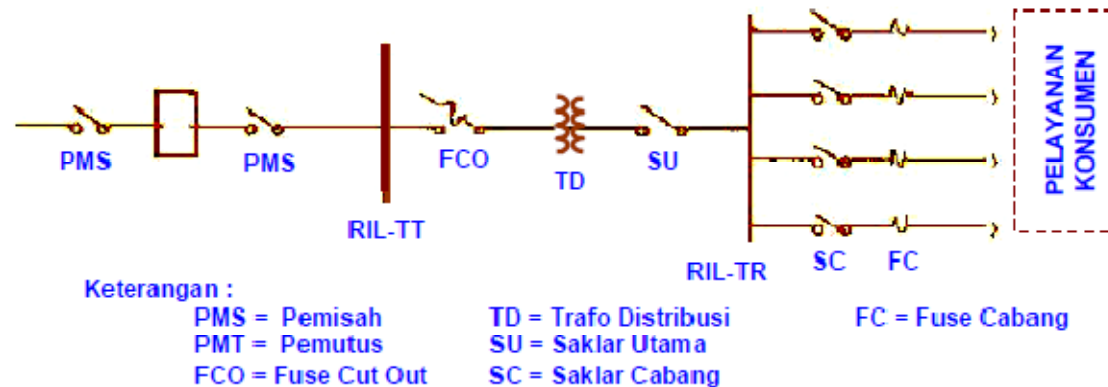 PELAYANAN
KONSUMEN
PMS
PMS
FCO
TD
SU
RIL-TT
RIL-TR
SC
FC
Keterangan :
PMS = Pemisah
TD = Trafo Distribusi
FC = Fuse Cabang
PMT = Pemutus
SU = Saklar Utama
FCO = Fuse Cut Out
SC = Saklar Cabang